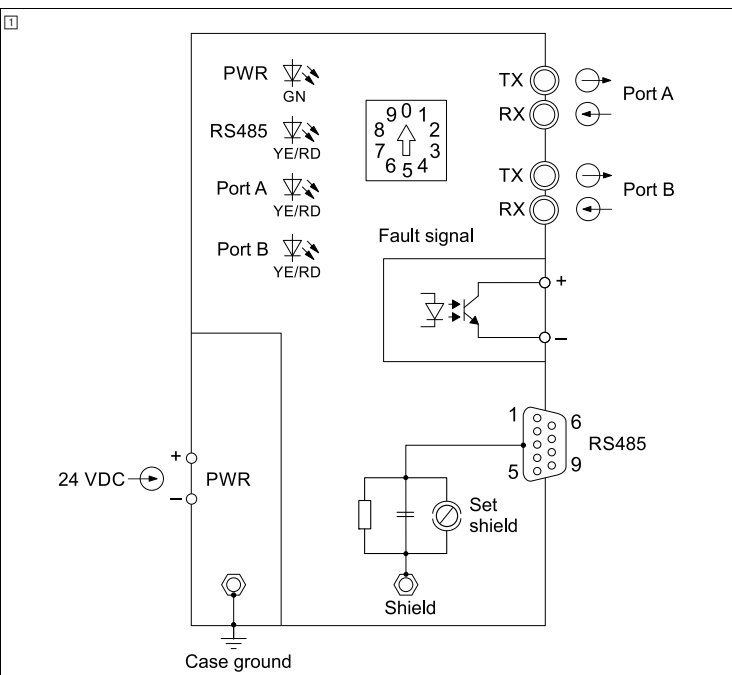 1
PWR
GN
RS485
YE/RD
Port A
YE/RD
Port B
YE/RD
9 0 1
8 2
7 3
6 5 4
TX
RX
Port A
TX
RX
Port B
Fault signal
+
–
1
6
5
9
RS485
24 VDC
+
–
PWR
Set
shield
Shield
Case ground